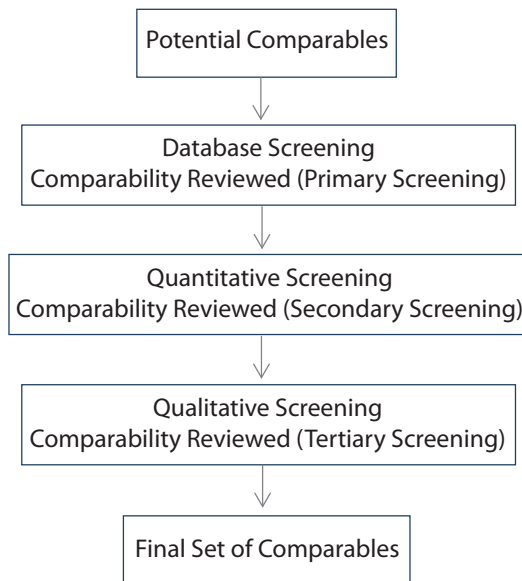 Potential Comparables
Database Screening
Comparability Reviewed (Primary Screening)
Quantitative Screening
Comparability Reviewed (Secondary Screening)
Qualitative Screening
Comparability Reviewed (Tertiary Screening)
Final Set of Comparables